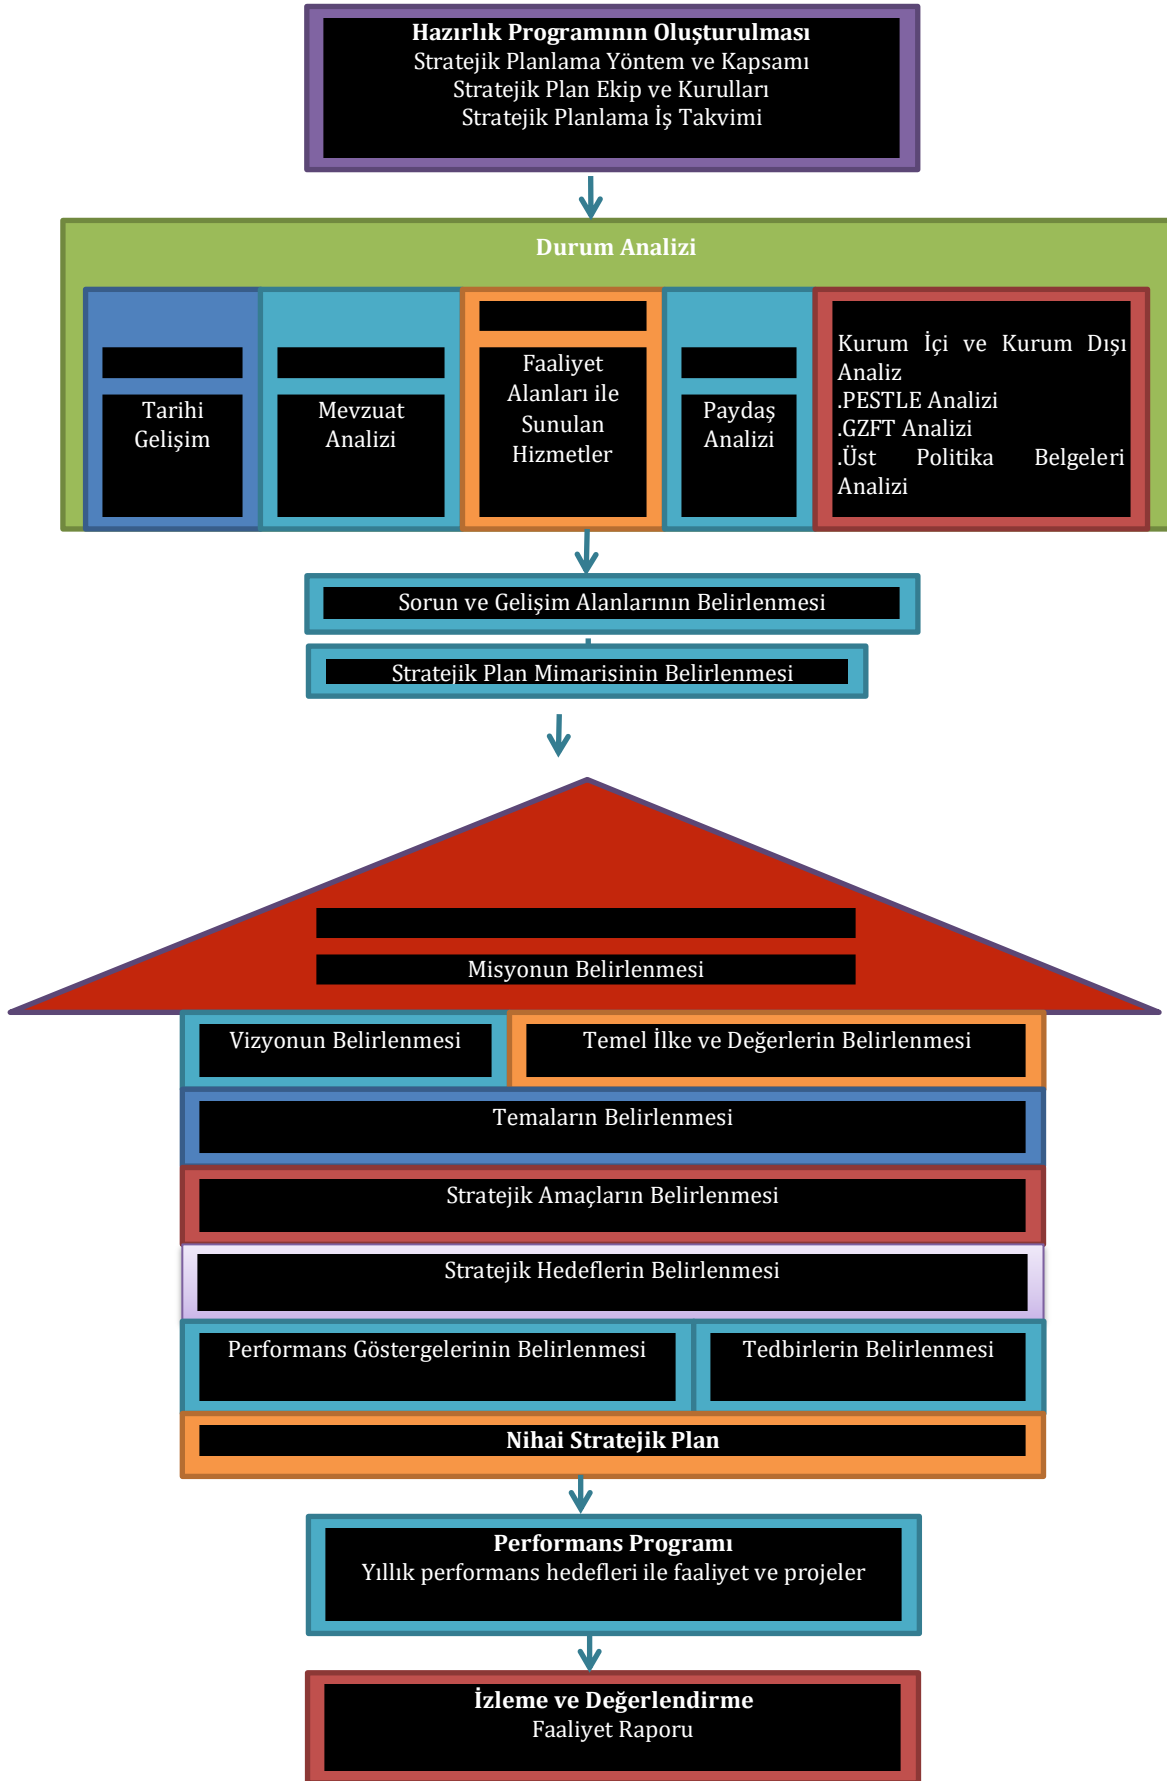 Hazırlık Programının Oluşturulması
Stratejik Planlama Yöntem ve Kapsamı
Stratejik Plan Ekip ve Kurulları
Stratejik Planlama İş Takvimi
Durum Analizi
Tarihi
Gelişim
Mevzuat
Analizi
Faaliyet
Alanları ile
Sunulan
Hizmetler
Paydaş
Analizi
Kurum İçi ve Kurum Dışı
Analiz
.PESTLE Analizi
.GZFT Analizi
.Üst Politika Belgeleri
Analizi
Sorun ve Gelişim Alanlarının Belirlenmesi
Stratejik Plan Mimarisinin Belirlenmesi
Misyonun Belirlenmesi
Vizyonun Belirlenmesi
Temel İlke ve Değerlerin Belirlenmesi
Temaların Belirlenmesi
Stratejik Amaçların Belirlenmesi
Stratejik Hedeflerin Belirlenmesi
Performans Göstergelerinin Belirlenmesi
Tedbirlerin Belirlenmesi
Nihai Stratejik Plan
Performans Programı
Yıllık performans hedefleri ile faaliyet ve projeler
İzleme ve Değerlendirme
Faaliyet Raporu